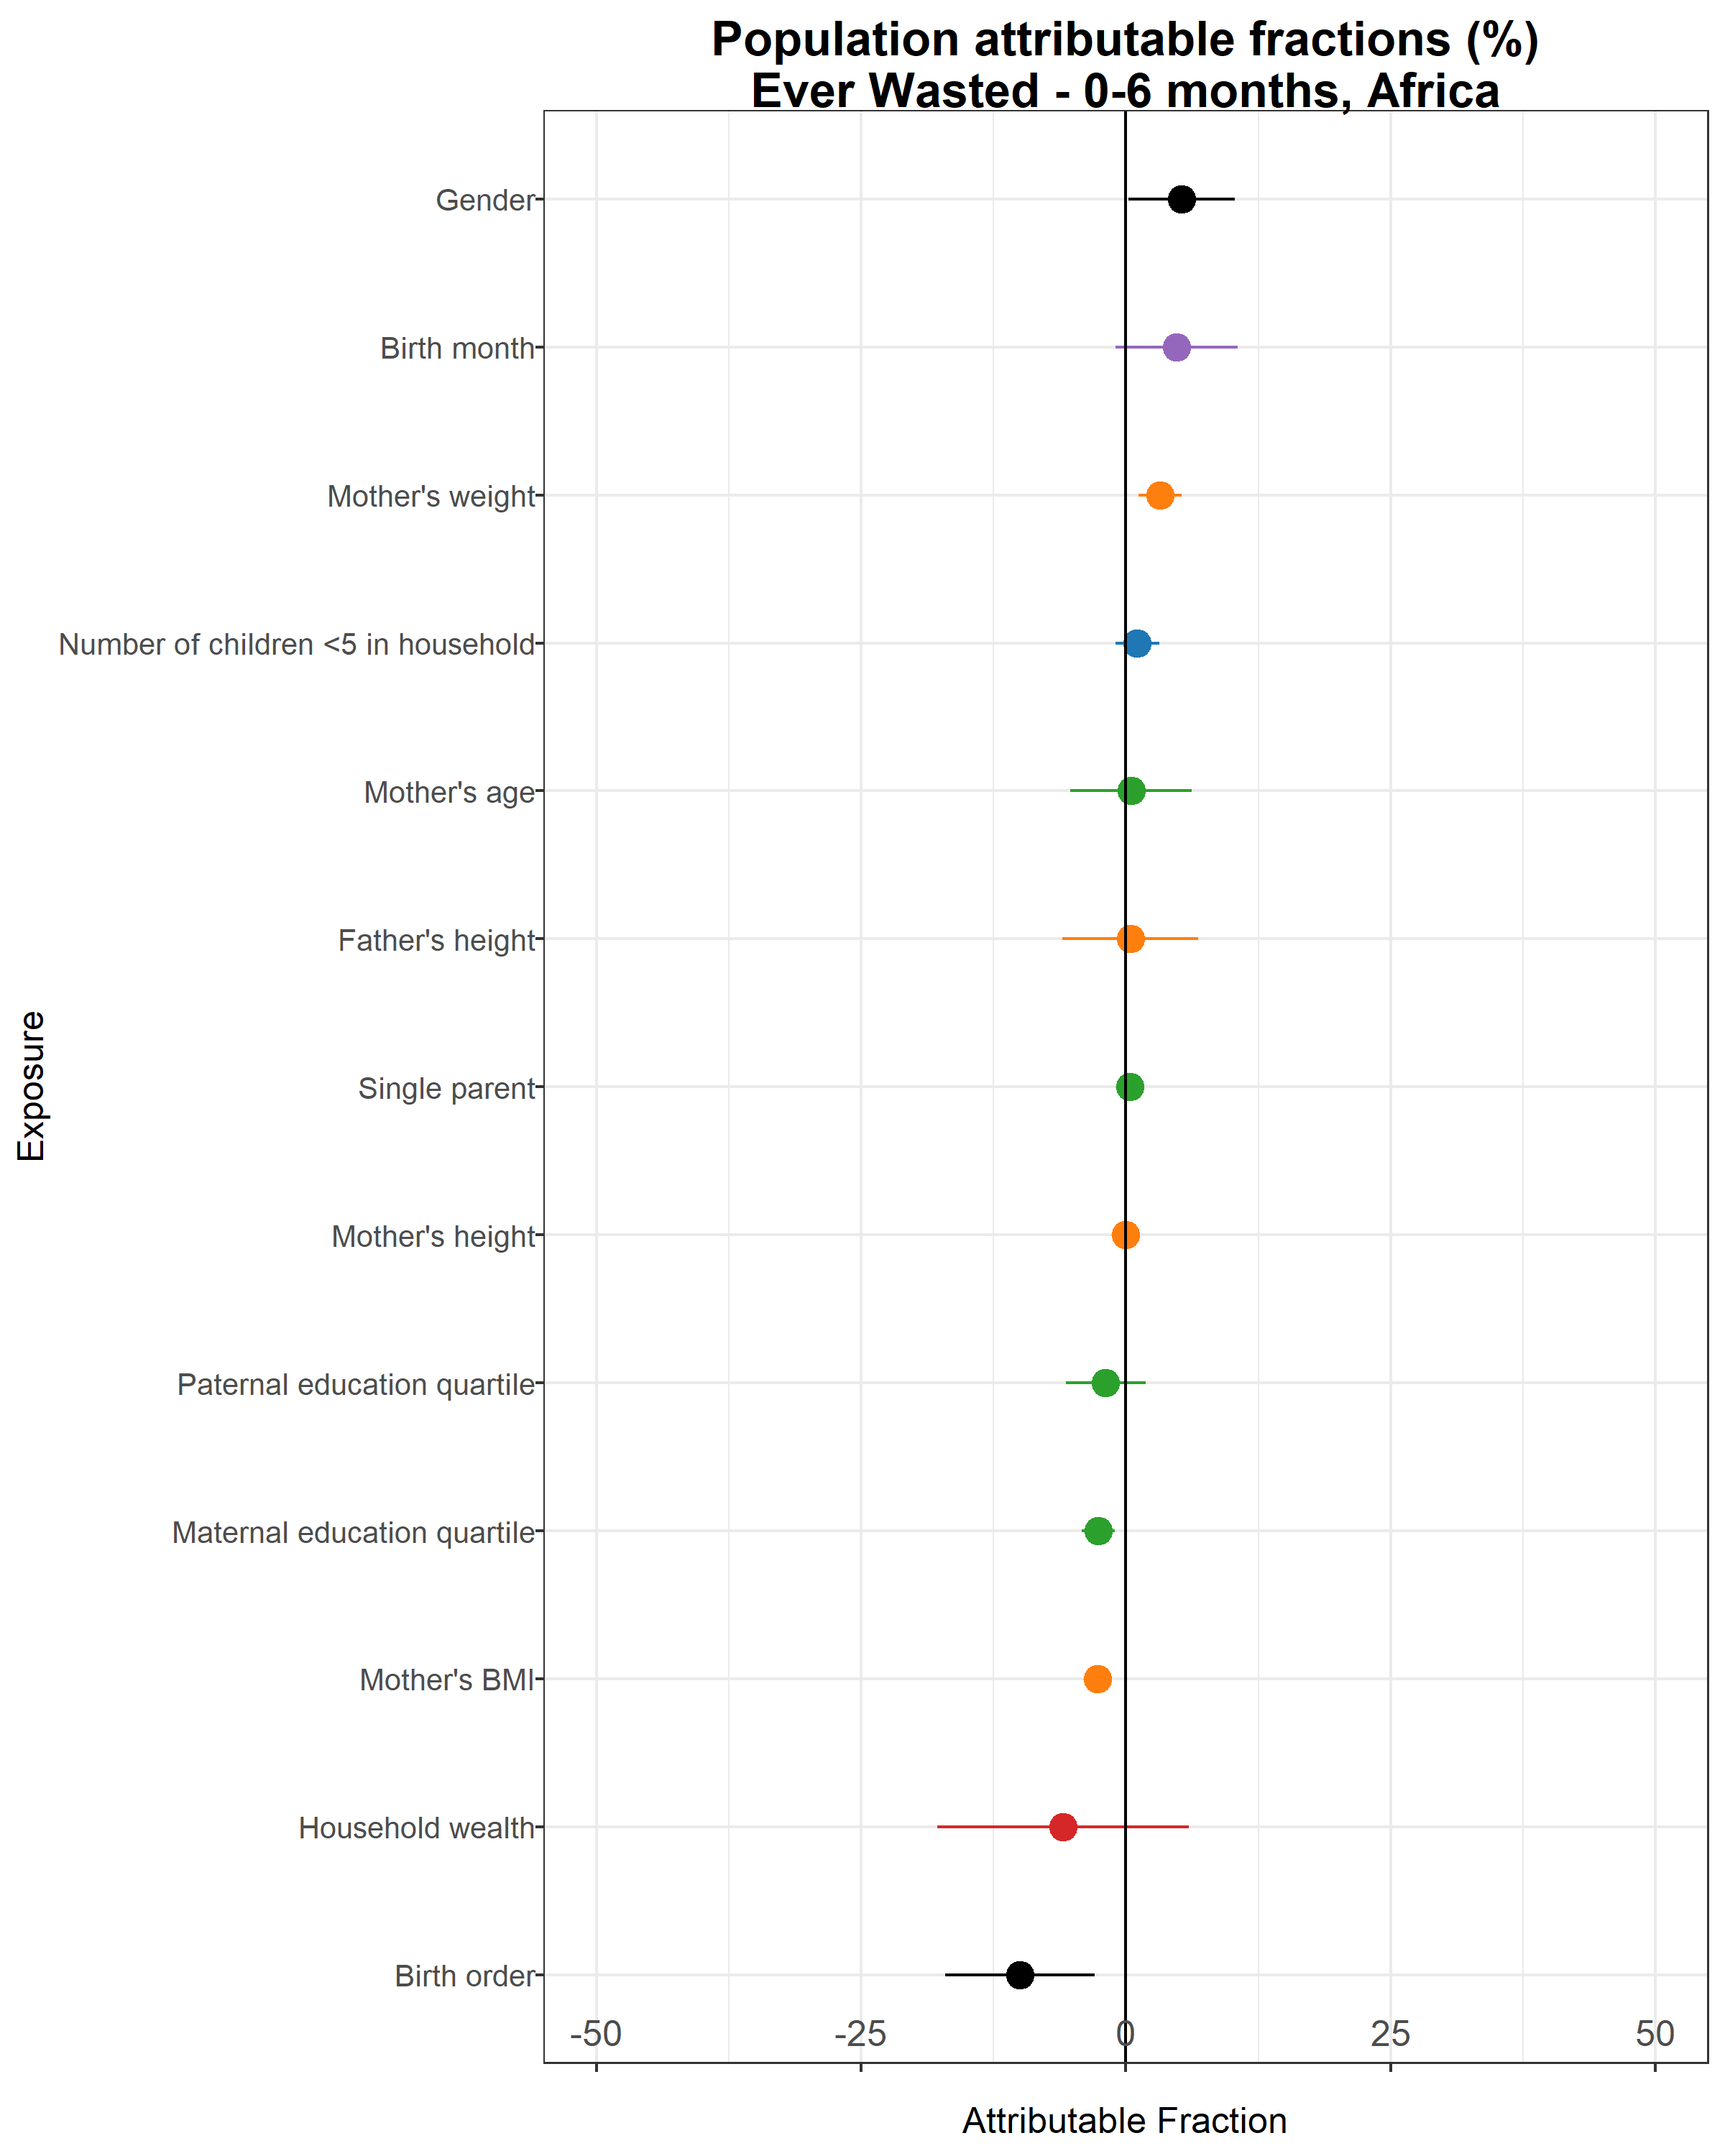 Population attributable fractions (%)
Ever Wasted - 0-6 months, Africa
Gender
Birth month
Mother's weight
Number of children <5 in household
Mother's age
Father's height
Single parent
Mother's height
Paternal education quartile
Maternal education quartile
Mother's BMI
Household wealth
Birth order
Exposure
-50 -25 0 25 50
Attributable Fraction